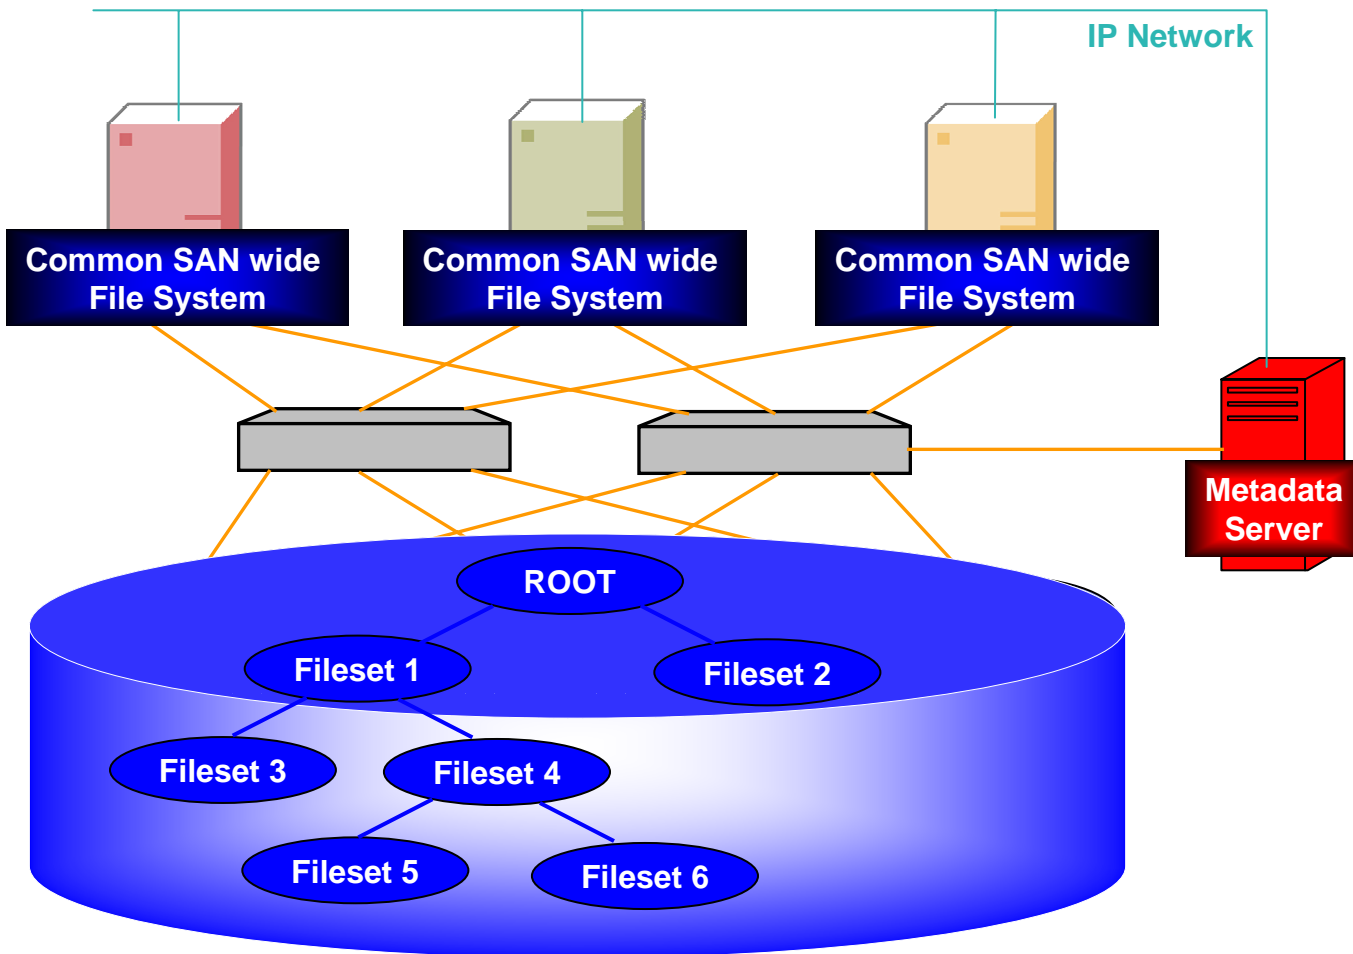 IP Network
Common SAN wide
File System
Common SAN wide
File System
Common SAN wide
File System
Metadata
Server
ROOT
Fileset 1
Fileset 2
Fileset 3
Fileset 4
Fileset 5
Fileset 6